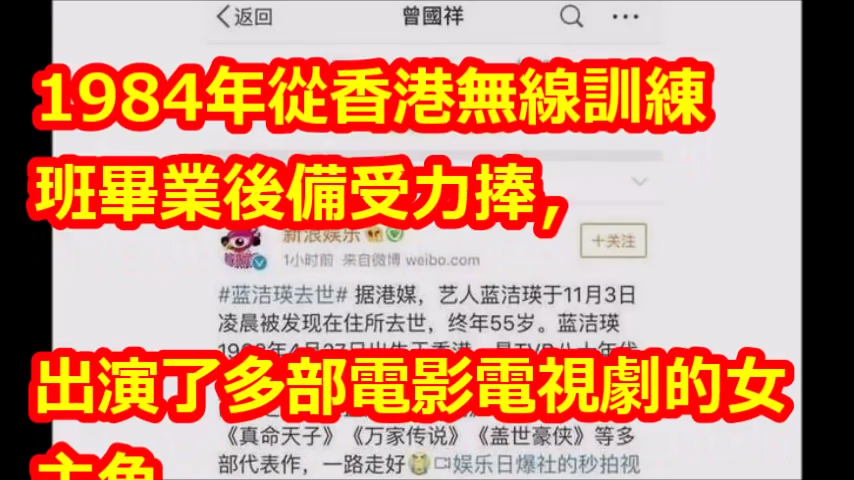 返回
曾國祥
1984年從香港無線訓練
班畢業後備受力捧，
新浪娱乐
+关注
1小时前 来自微博 weibo.com
#蓝洁瑛去世# 据港媒，艺人蓝洁瑛于11月3日
凌晨被发现在住所去世，终年55岁。蓝洁瑛
出演了多部電影電視劇的女
主角
《真命天子》《万家传说》《盖世豪侠》等多
部代表作，一路走好 娱乐日爆社的秒拍视